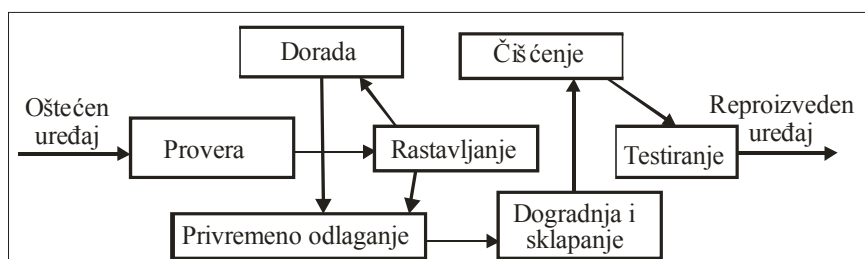 Dorada
Čišćenje
Oštećen
uređaj
Provera
Rastavljanje
Testiranje
Reproizveden
uređaj
Privremeno odlaganje
Dogradnja i
sklapanje